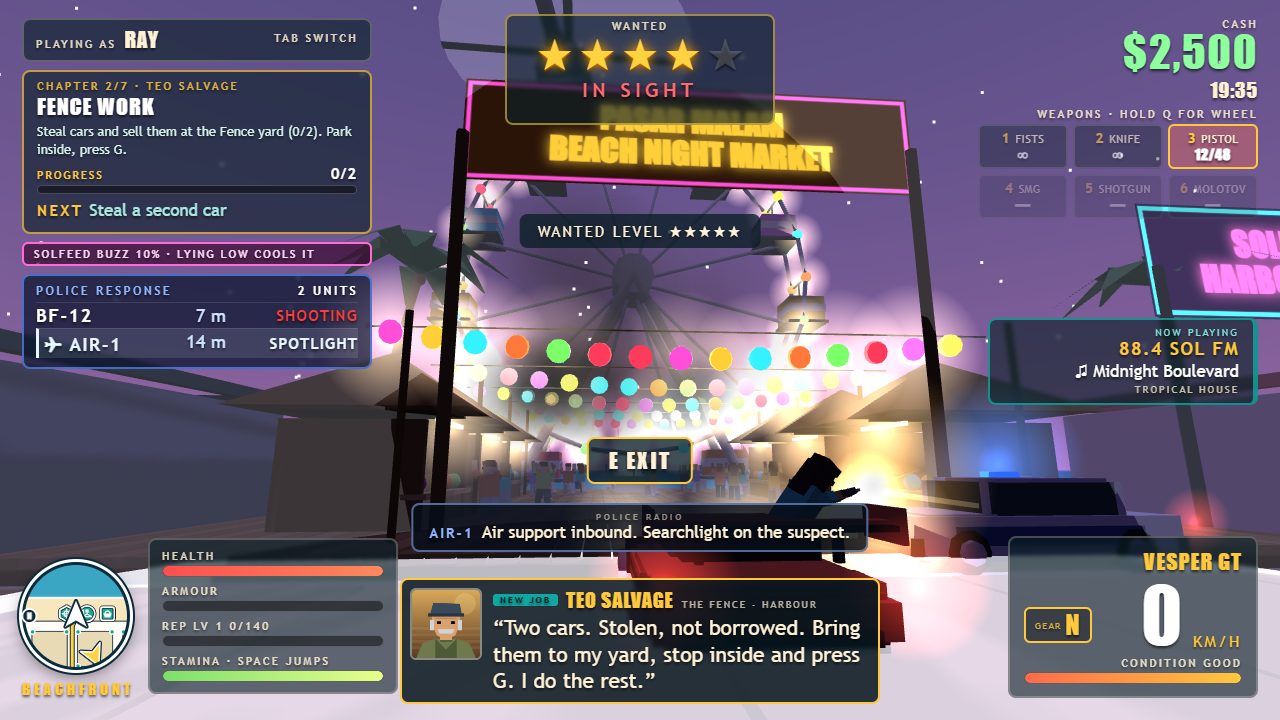 PLAYING AS RAY
TAB SWITCH
CHAPTER 2/7 · TEO SALVAGE
FENCE WORK
Steal cars and sell them at the Fence yard (0/2). Park
inside, press G.
PROGRESS 0/2
NEXT Steal a second car
SOLFEED BUZZ 10% · LYING LOW COOLS IT
POLICE RESPONSE 2 UNITS
BF-12 7 m SHOOTING
AIR-1 14 m SPOTLIGHT
WANTED
IN SIGHT
PASAR MALAM
BEACH NIGHT MARKET
WANTED LEVEL ★★★★★
CASH
$2,500
19:35
WEAPONS · HOLD Q FOR WHEEL
1 FISTS
∞
2 KNIFE
∞
3 PISTOL
12/48
4 SMG
—
5 SHOTGUN
—
6 MOLOTOV
—
NOW PLAYING
88.4 SOL FM
♫ Midnight Boulevard
TROPICAL HOUSE
E EXIT
POLICE RADIO
AIR-1 Air support inbound. Searchlight on the suspect.
HEALTH
ARMOUR
REP LV 1 0/140
STAMINA · SPACE JUMPS
BEACHFRONT
NEW JOB TEO SALVAGE THE FENCE · HARBOUR
“Two cars. Stolen, not borrowed. Bring
them to my yard, stop inside and press
G. I do the rest.”
VESPER GT
GEAR N
0 KM/H
CONDITION GOOD